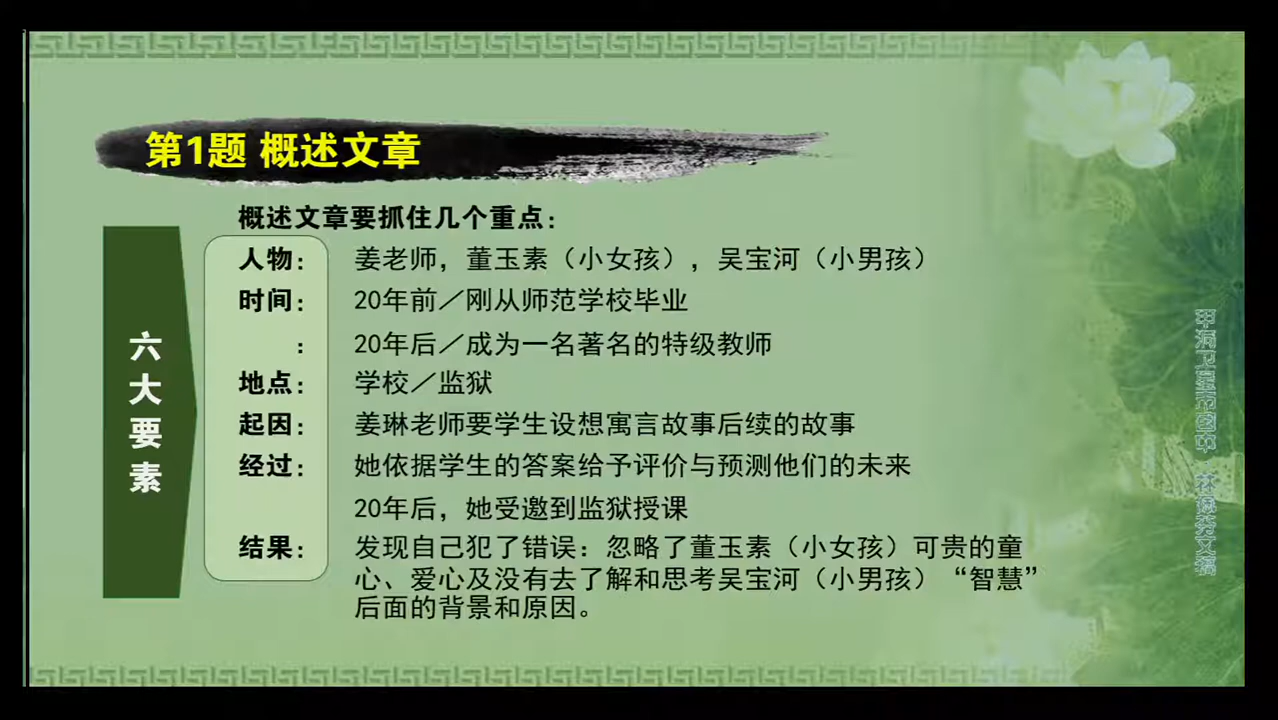 第1题 概述文章
概述文章要抓住几个重点：
六大要素
人物： 姜老师，董玉素（小女孩），吴宝河（小男孩）
时间： 20年前／刚从师范学校毕业
： 20年后／成为一名著名的特级教师
地点： 学校／监狱
起因： 姜琳老师要学生设想寓言故事后续的故事
经过： 她依据学生的答案给予评价与预测他们的未来
20年后，她受邀到监狱授课
结果： 发现自己犯了错误：忽略了董玉素（小女孩）可贵的童
心、爱心及没有去了解和思考吴宝河（小男孩）“智慧”
后面的背景和原因。